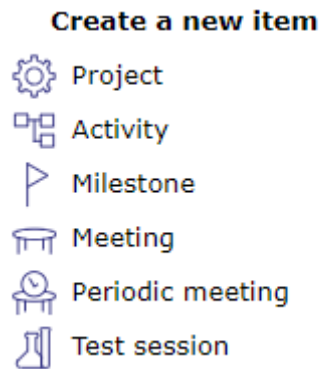 Create a new item
Project
Activity
Milestone
Meeting
Periodic meeting
Test session